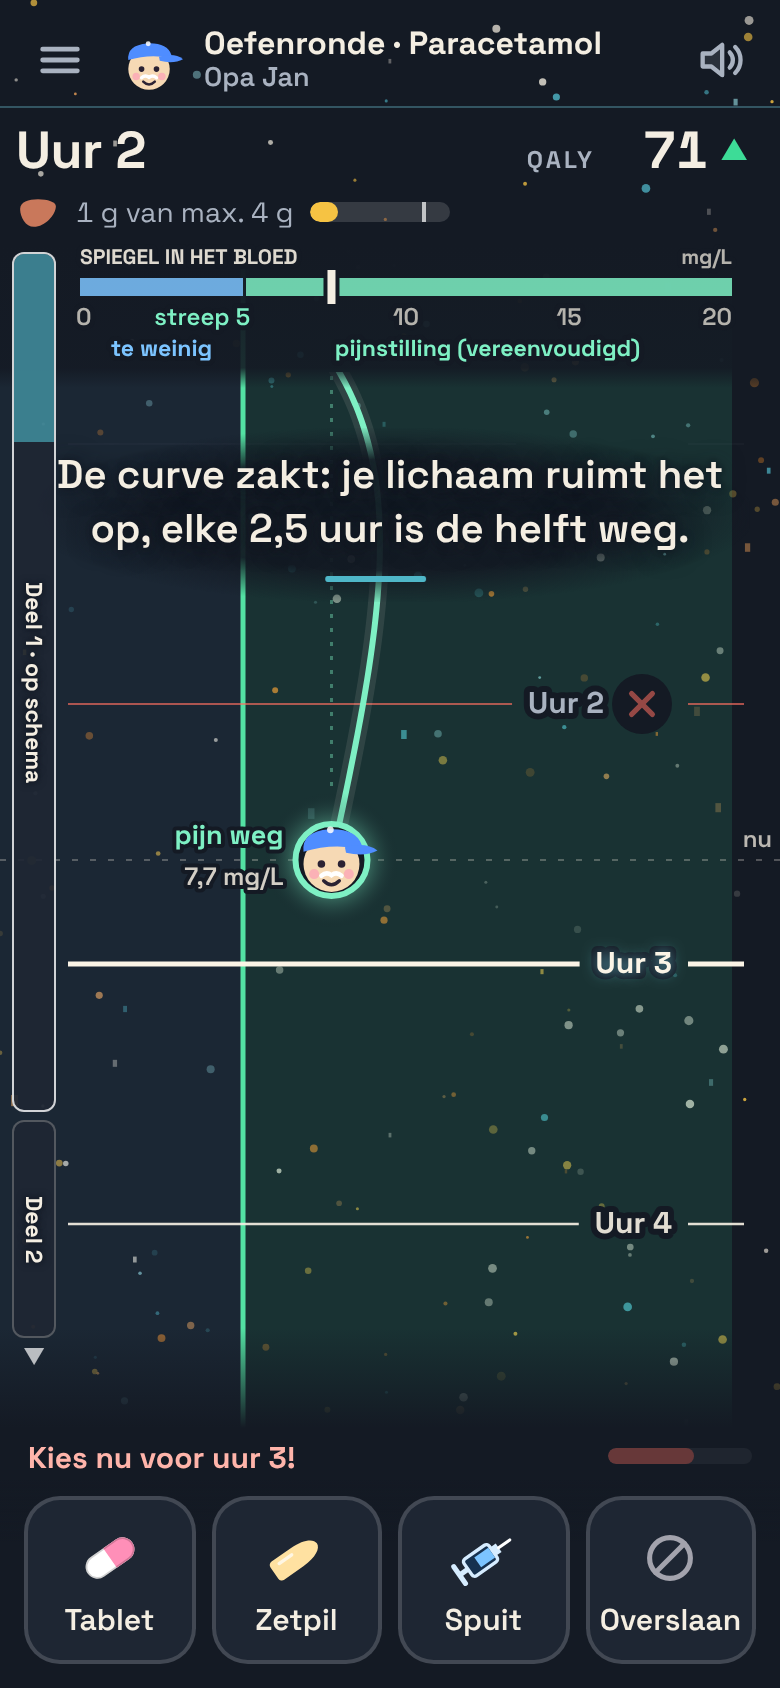 Oefenronde · Paracetamol
Opa Jan
Uur 2
QALY 71
1 g van max. 4 g
SPIEGEL IN HET BLOED mg/L
0 streep 5 10 15 20
te weinig pijnstilling (vereenvoudigd)
De curve zakt: je lichaam ruimt het
op, elke 2,5 uur is de helft weg.
Deel 1 · op schema
Uur 2
pijn weg
nu
7,7 mg/L
Uur 3
Deel 2
Uur 4
Kies nu voor uur 3!
Tablet Zetpil Spuit Overslaan